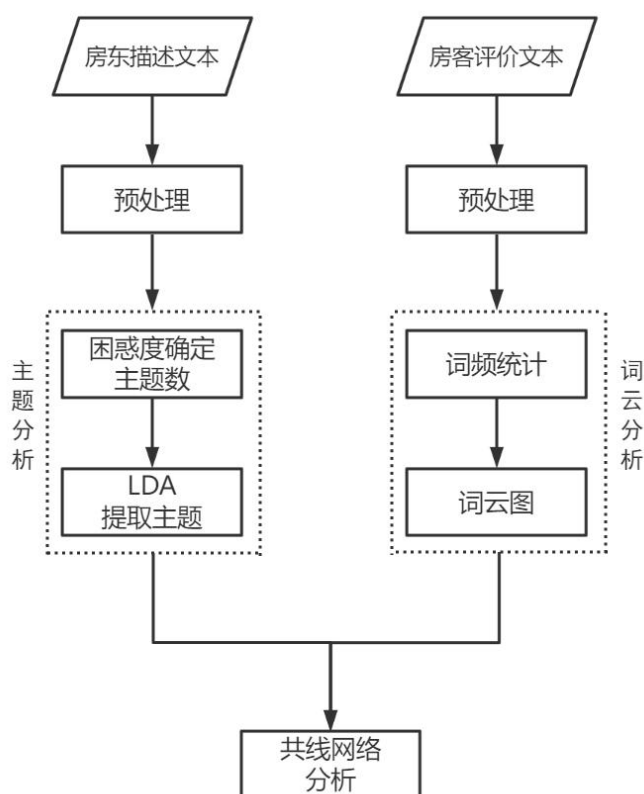 房东描述文本
房客评价文本
预处理
预处理
主题分析
困惑度确定
主题数
LDA
提取主题
词频统计
词云图
词云分析
共线网络
分析